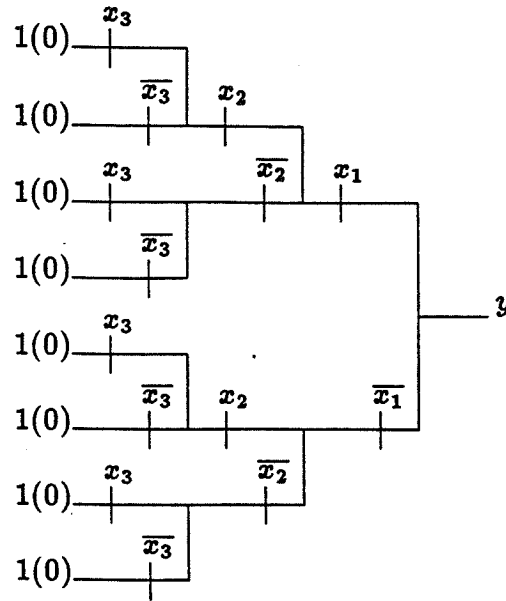 x₃
1(0)
x̅₃ x₂
1(0)
x₃ x̅₂ x₁
1(0)
x̅₃
1(0)
y
x₃
1(0)
x̅₃ x₂ x̅₁
1(0)
x₃ x̅₂
1(0)
x̅₃
1(0)